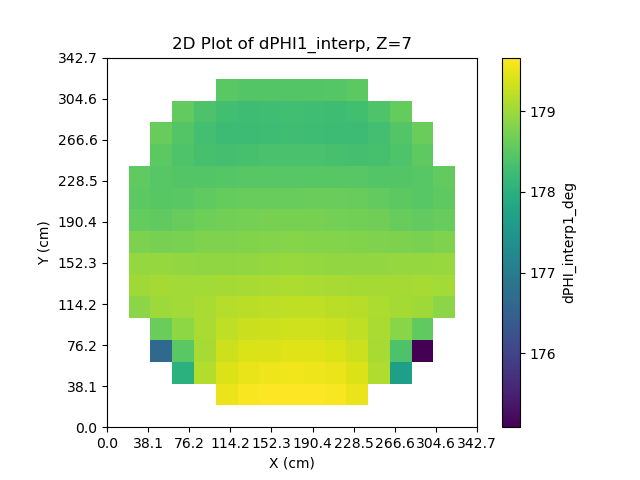 2D Plot of dPHI1_interp, Z=7
342.7
304.6
266.6
228.5
190.4
152.3
114.2
76.2
38.1
0.0
Y (cm)
0.0 38.1 76.2 114.2 152.3 190.4 228.5 266.6 304.6 342.7
X (cm)
179
178
177
176
dPHI_interp1_deg